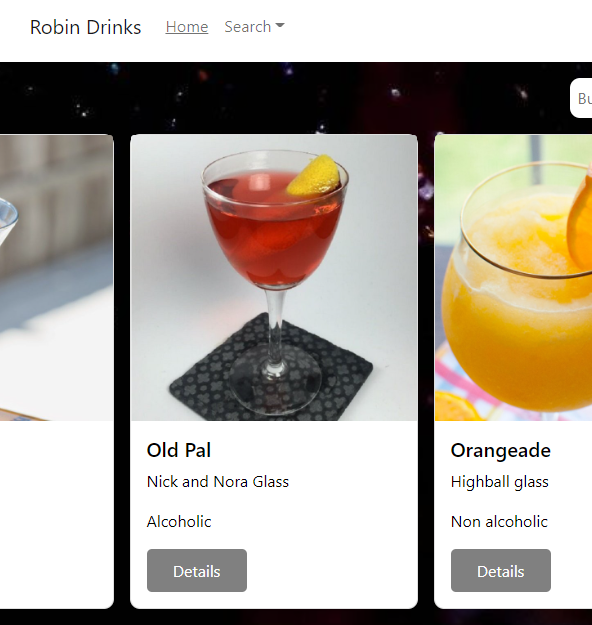 Robin Drinks Home Search
Bu
Old Pal
Nick and Nora Glass
Alcoholic
Details
Orangeade
Highball glass
Non alcoholic
Details